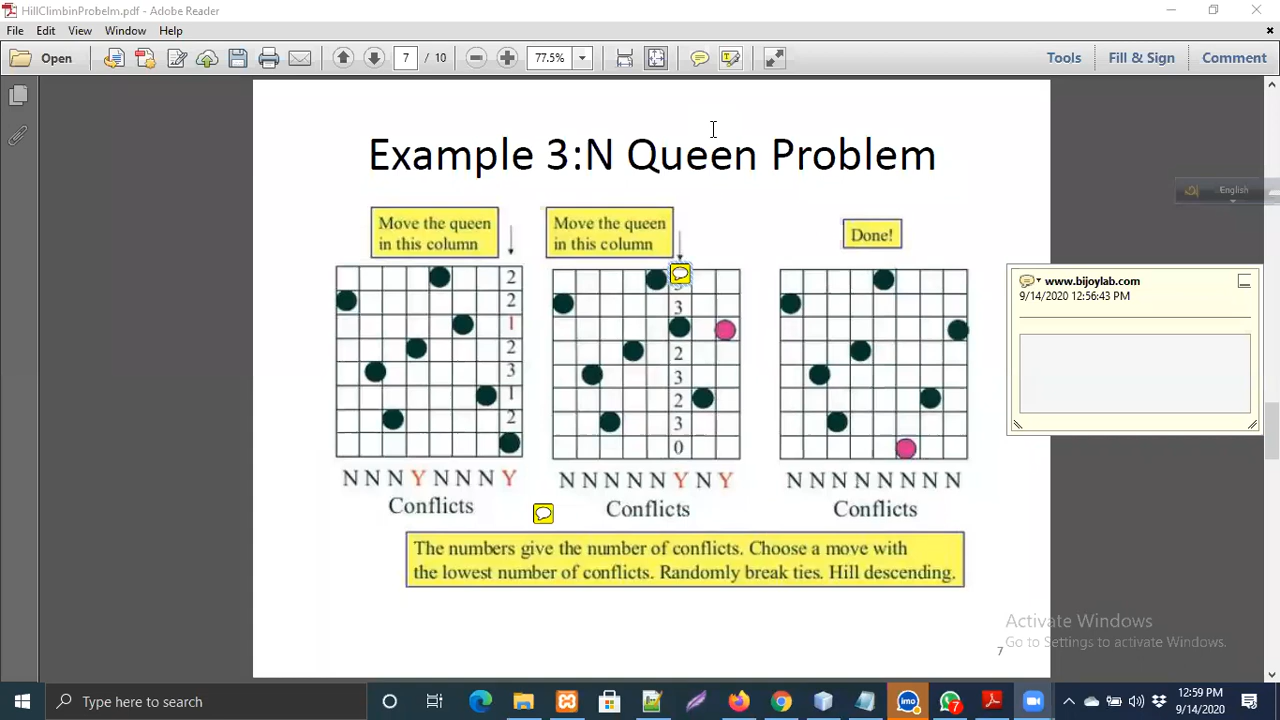 HillClimbinProbelm.pdf - Adobe Reader
File Edit View Window Help
Open 7 / 10 77.5% Tools Fill & Sign Comment
Example 3:N Queen Problem
Move the queen
in this column
Move the queen
in this column
Done!
English
2
2
1
2
3
1
2
3
2
3
2
3
0
N N N Y N N N Y
Conflicts
N N N N N Y N Y
Conflicts
N N N N N N N N
Conflicts
The numbers give the number of conflicts. Choose a move with
the lowest number of conflicts. Randomly break ties. Hill descending.
www.bijoylab.com
9/14/2020 12:56:43 PM
Activate Windows
Go to Settings to activate Windows.
7
Type here to search
7
12:59 PM
9/14/2020